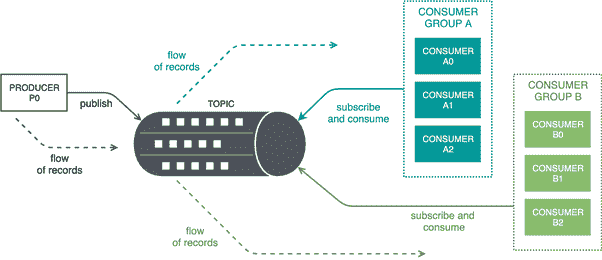 PRODUCER
P0
publish
flow
of records
flow
of records
TOPIC
subscribe
and consume
CONSUMER
GROUP A
CONSUMER
A0
CONSUMER
A1
CONSUMER
A2
CONSUMER
GROUP B
CONSUMER
B0
CONSUMER
B1
CONSUMER
B2
subscribe and
consume
flow
of records